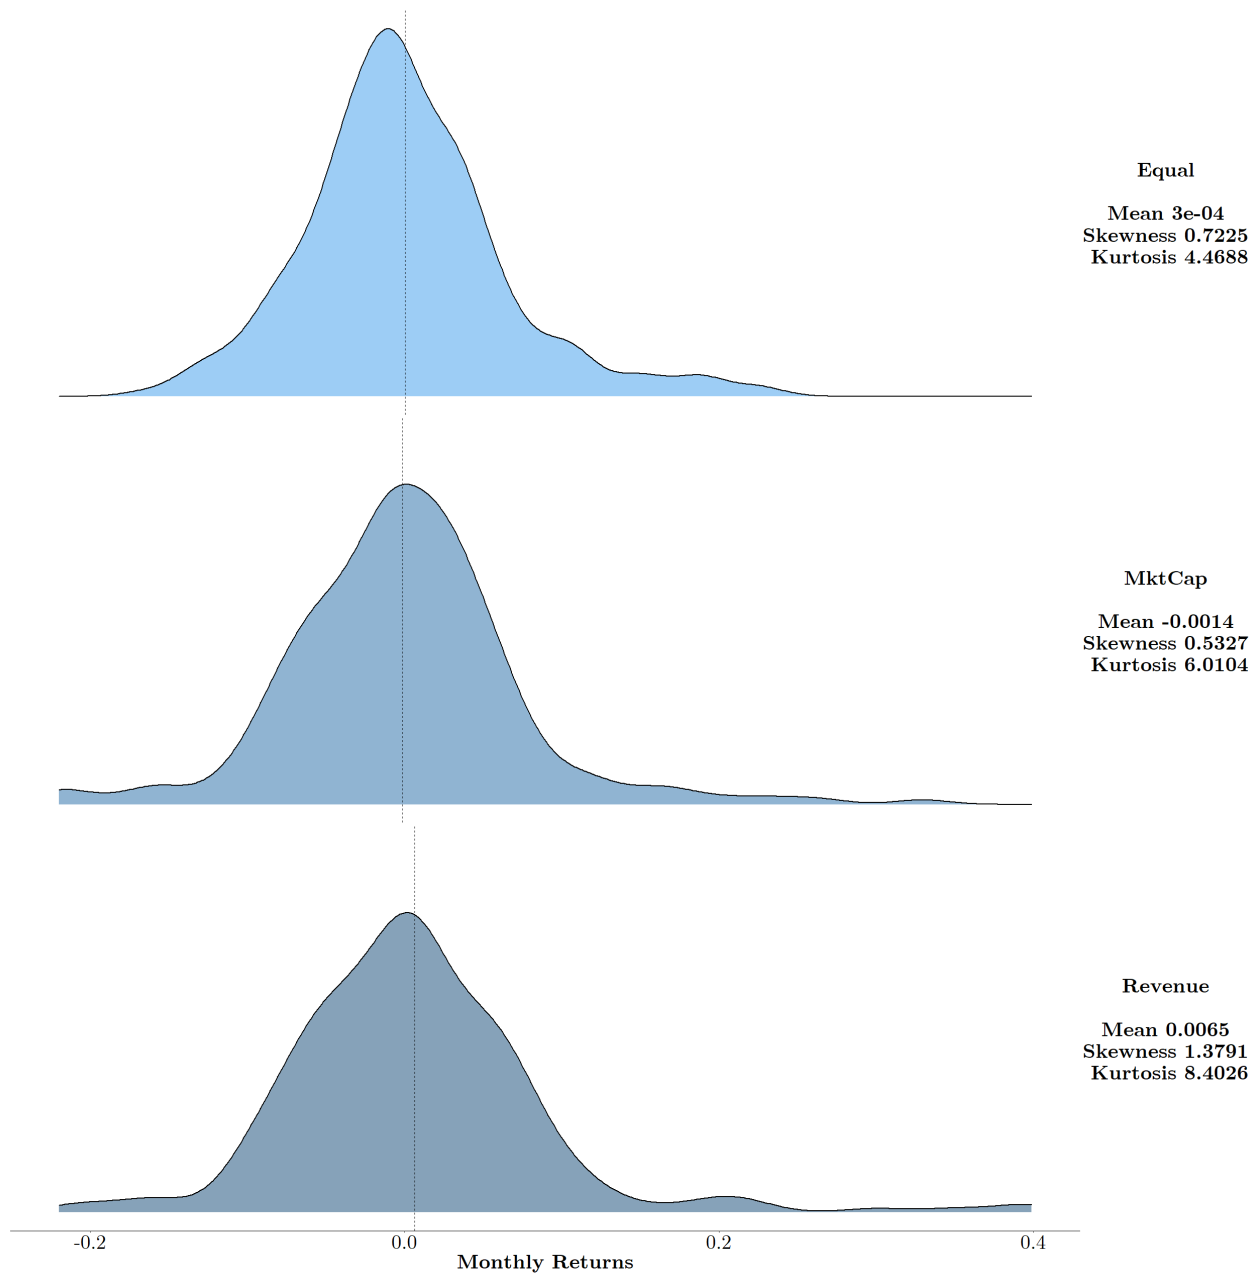 Equal
Mean 3e-04
Skewness 0.7225
Kurtosis 4.4688
MktCap
Mean -0.0014
Skewness 0.5327
Kurtosis 6.0104
Revenue
Mean 0.0065
Skewness 1.3791
Kurtosis 8.4026
-0.2 0.0 0.2 0.4
Monthly Returns